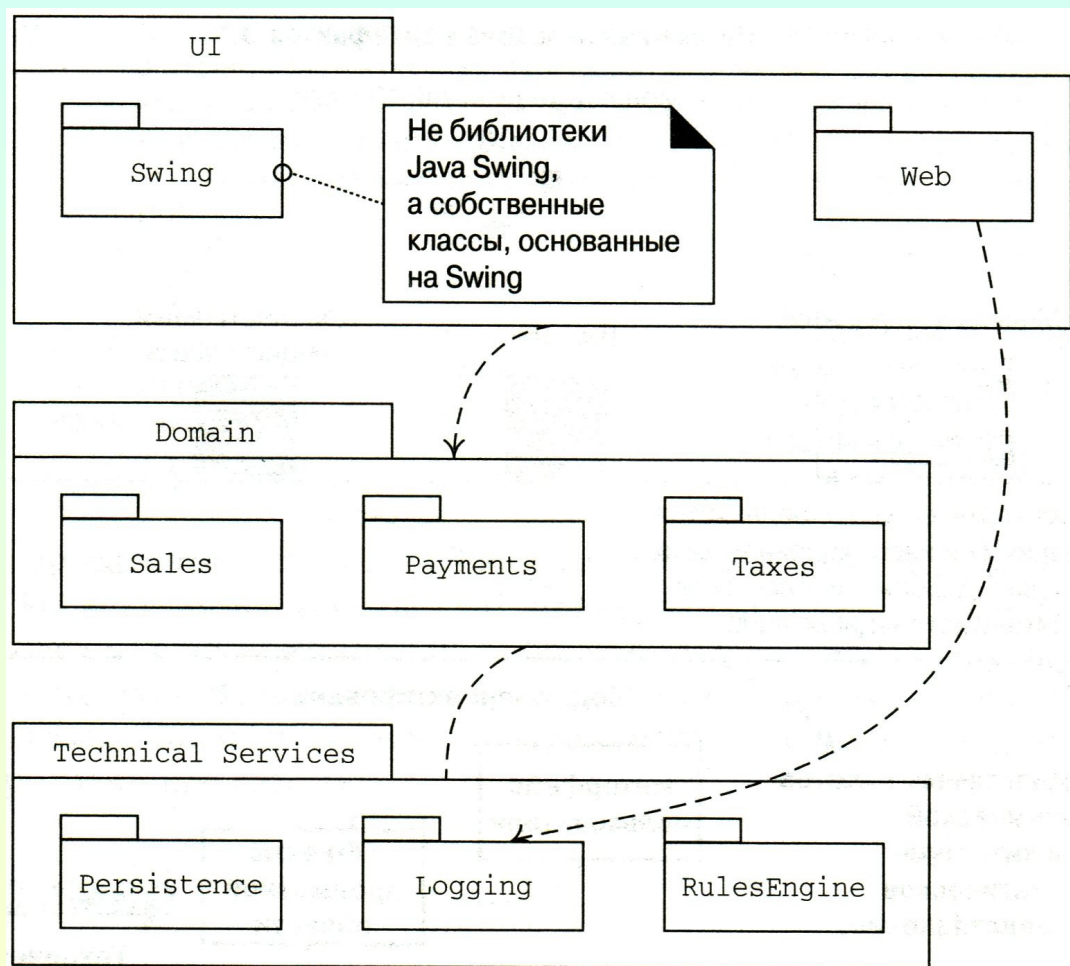 UI
Swing
Не библиотеки
Java Swing,
а собственные
классы, основанные
на Swing
Web
Domain
Sales
Payments
Taxes
Technical Services
Persistence
Logging
RulesEngine